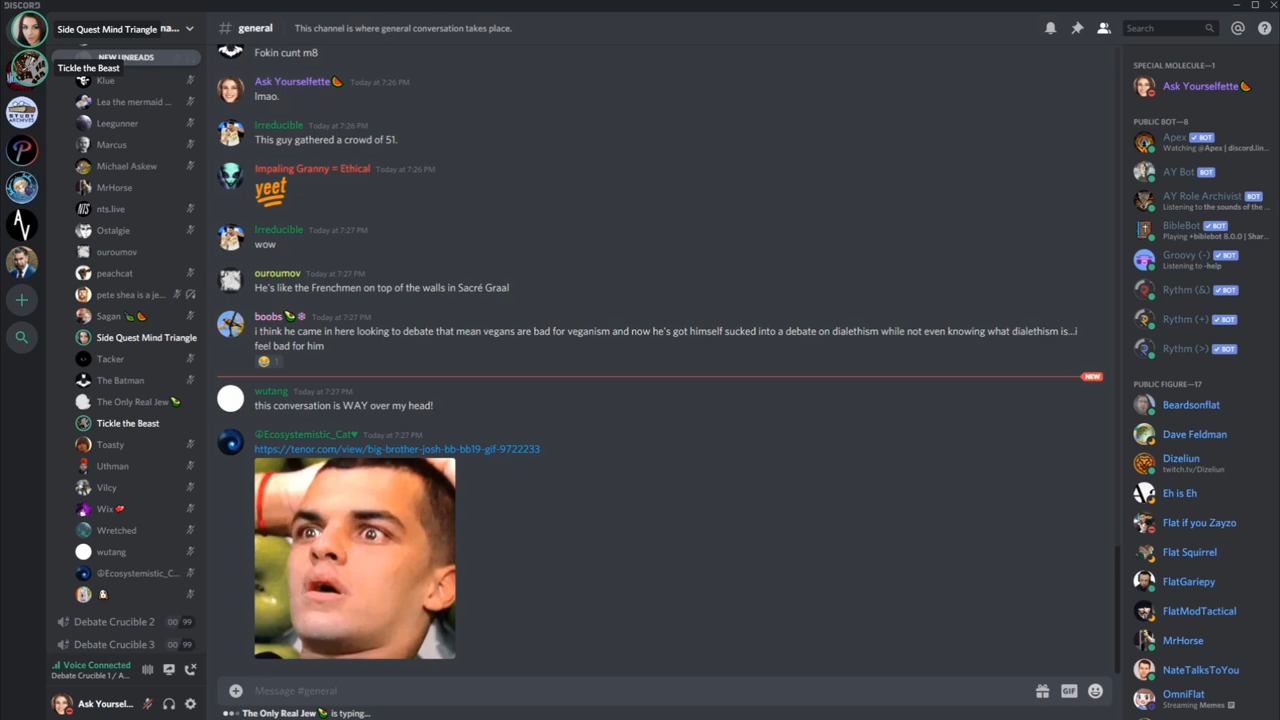 DISCORD
Side Quest Mind Triangle
NEW UNREADS
Tickle the Beast
Klue
Lea the mermaid ...
Leegunner
Marcus
Michael Askew
MrHorse
nts.live
Ostalgie
ouroumov
peachcat
pete shea is a je...
Sagan
Side Quest Mind Triangle
Tacker
The Batman
The Only Real Jew
Tickle the Beast
Toasty
Uthman
Vilcy
Wix
Wretched
wutang
☮Ecosystemistic_C...
Debate Crucible 2 00 99
Debate Crucible 3 00 99
Voice Connected
Debate Crucible 1 / A...
Ask Yoursel...
# general This channel is where general conversation takes place.
Search
Fokin cunt m8
Ask Yourselfette Today at 7:26 PM
lmao.
Irreducible Today at 7:26 PM
This guy gathered a crowd of 51.
Impaling Granny = Ethical Today at 7:26 PM
yeet
Irreducible Today at 7:27 PM
wow
ouroumov Today at 7:27 PM
He's like the Frenchmen on top of the walls in Sacré Graal
boobs Today at 7:27 PM
i think he came in here looking to debate that mean vegans are bad for veganism and now he's got himself sucked into a debate on dialethism while not even knowing what dialethism is...i
feel bad for him
1
NEW
wutang Today at 7:27 PM
this conversation is WAY over my head!
☮Ecosystemistic_Cat♥ Today at 7:27 PM
https://tenor.com/view/big-brother-josh-bb-bb19-gif-9722233
Message #general
GIF
The Only Real Jew is typing...
SPECIAL MOLECULE—1
Ask Yourselfette
PUBLIC BOT—8
Apex ✔ BOT
Watching @Apex | discord.lin...
AY Bot BOT
AY Role Archivist BOT
Listening to the sounds of the...
BibleBot ✔ BOT
Playing +biblebot 8.0.0 | Shar...
Groovy (-) ✔ BOT
Listening to -help
Rythm (&) ✔ BOT
Rythm (+) ✔ BOT
Rythm (>) ✔ BOT
PUBLIC FIGURE—17
Beardsonflat
Dave Feldman
Dizeliun
twitch.tv/Dizeliun
Eh is Eh
Flat if you Zayzo
Flat Squirrel
FlatGariepy
FlatModTactical
MrHorse
NateTalksToYou
OmniFlat
Streaming Memes